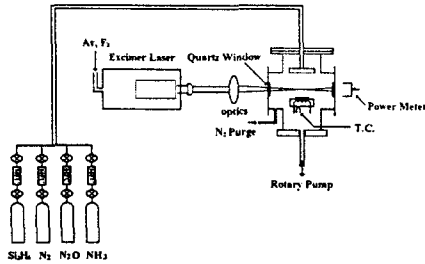 Ar, F₂
Excimer Laser
Quartz Window
Power Meter
optics
N₂ Purge
T.C.
Rotary Pump
Si₂H₆ N₂ N₂O NH₃